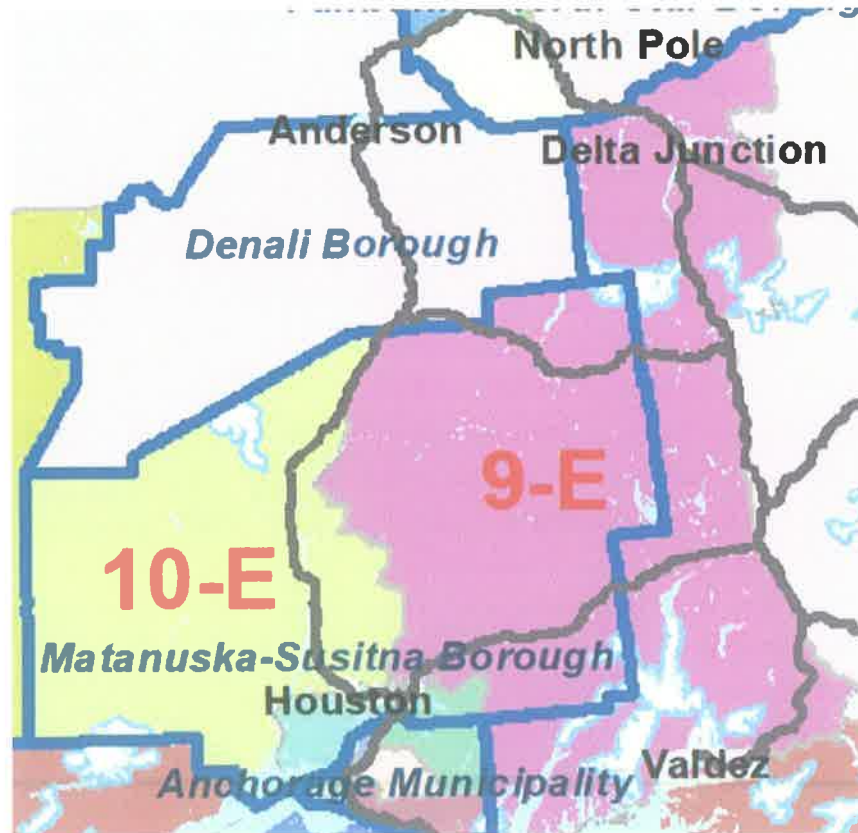 North Pole
Anderson
Delta Junction
Denali Borough
9-E
10-E
Matanuska-Susitna Borough
Houston
Anchorage Municipality
Valdez